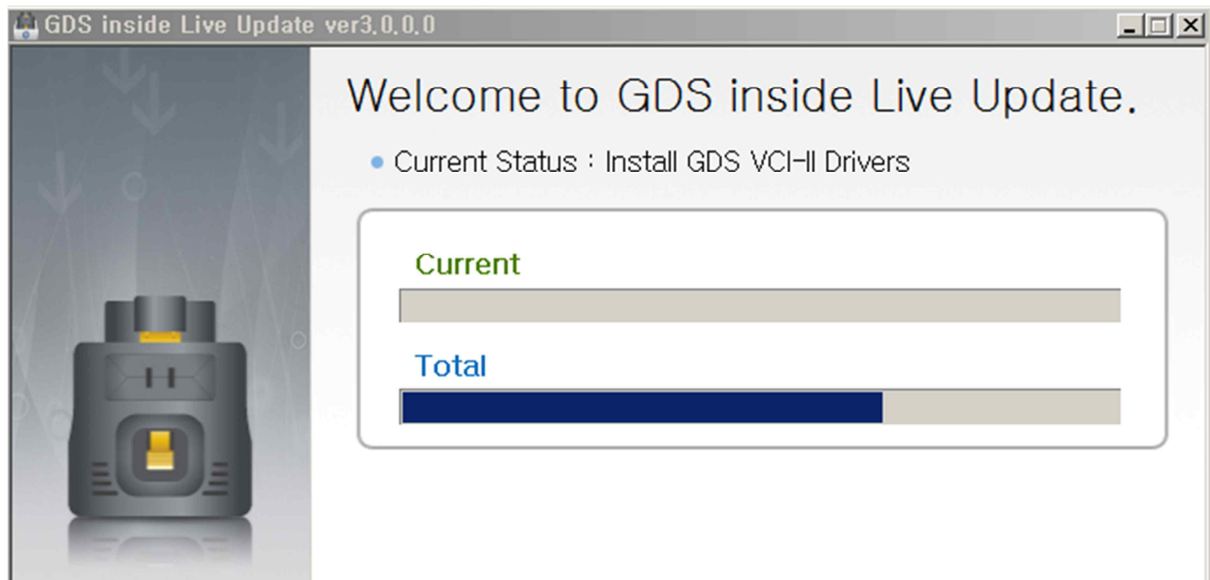 GDS inside Live Update ver3.0.0.0
Welcome to GDS inside Live Update.
Current Status : Install GDS VCI-II Drivers
Current
Total